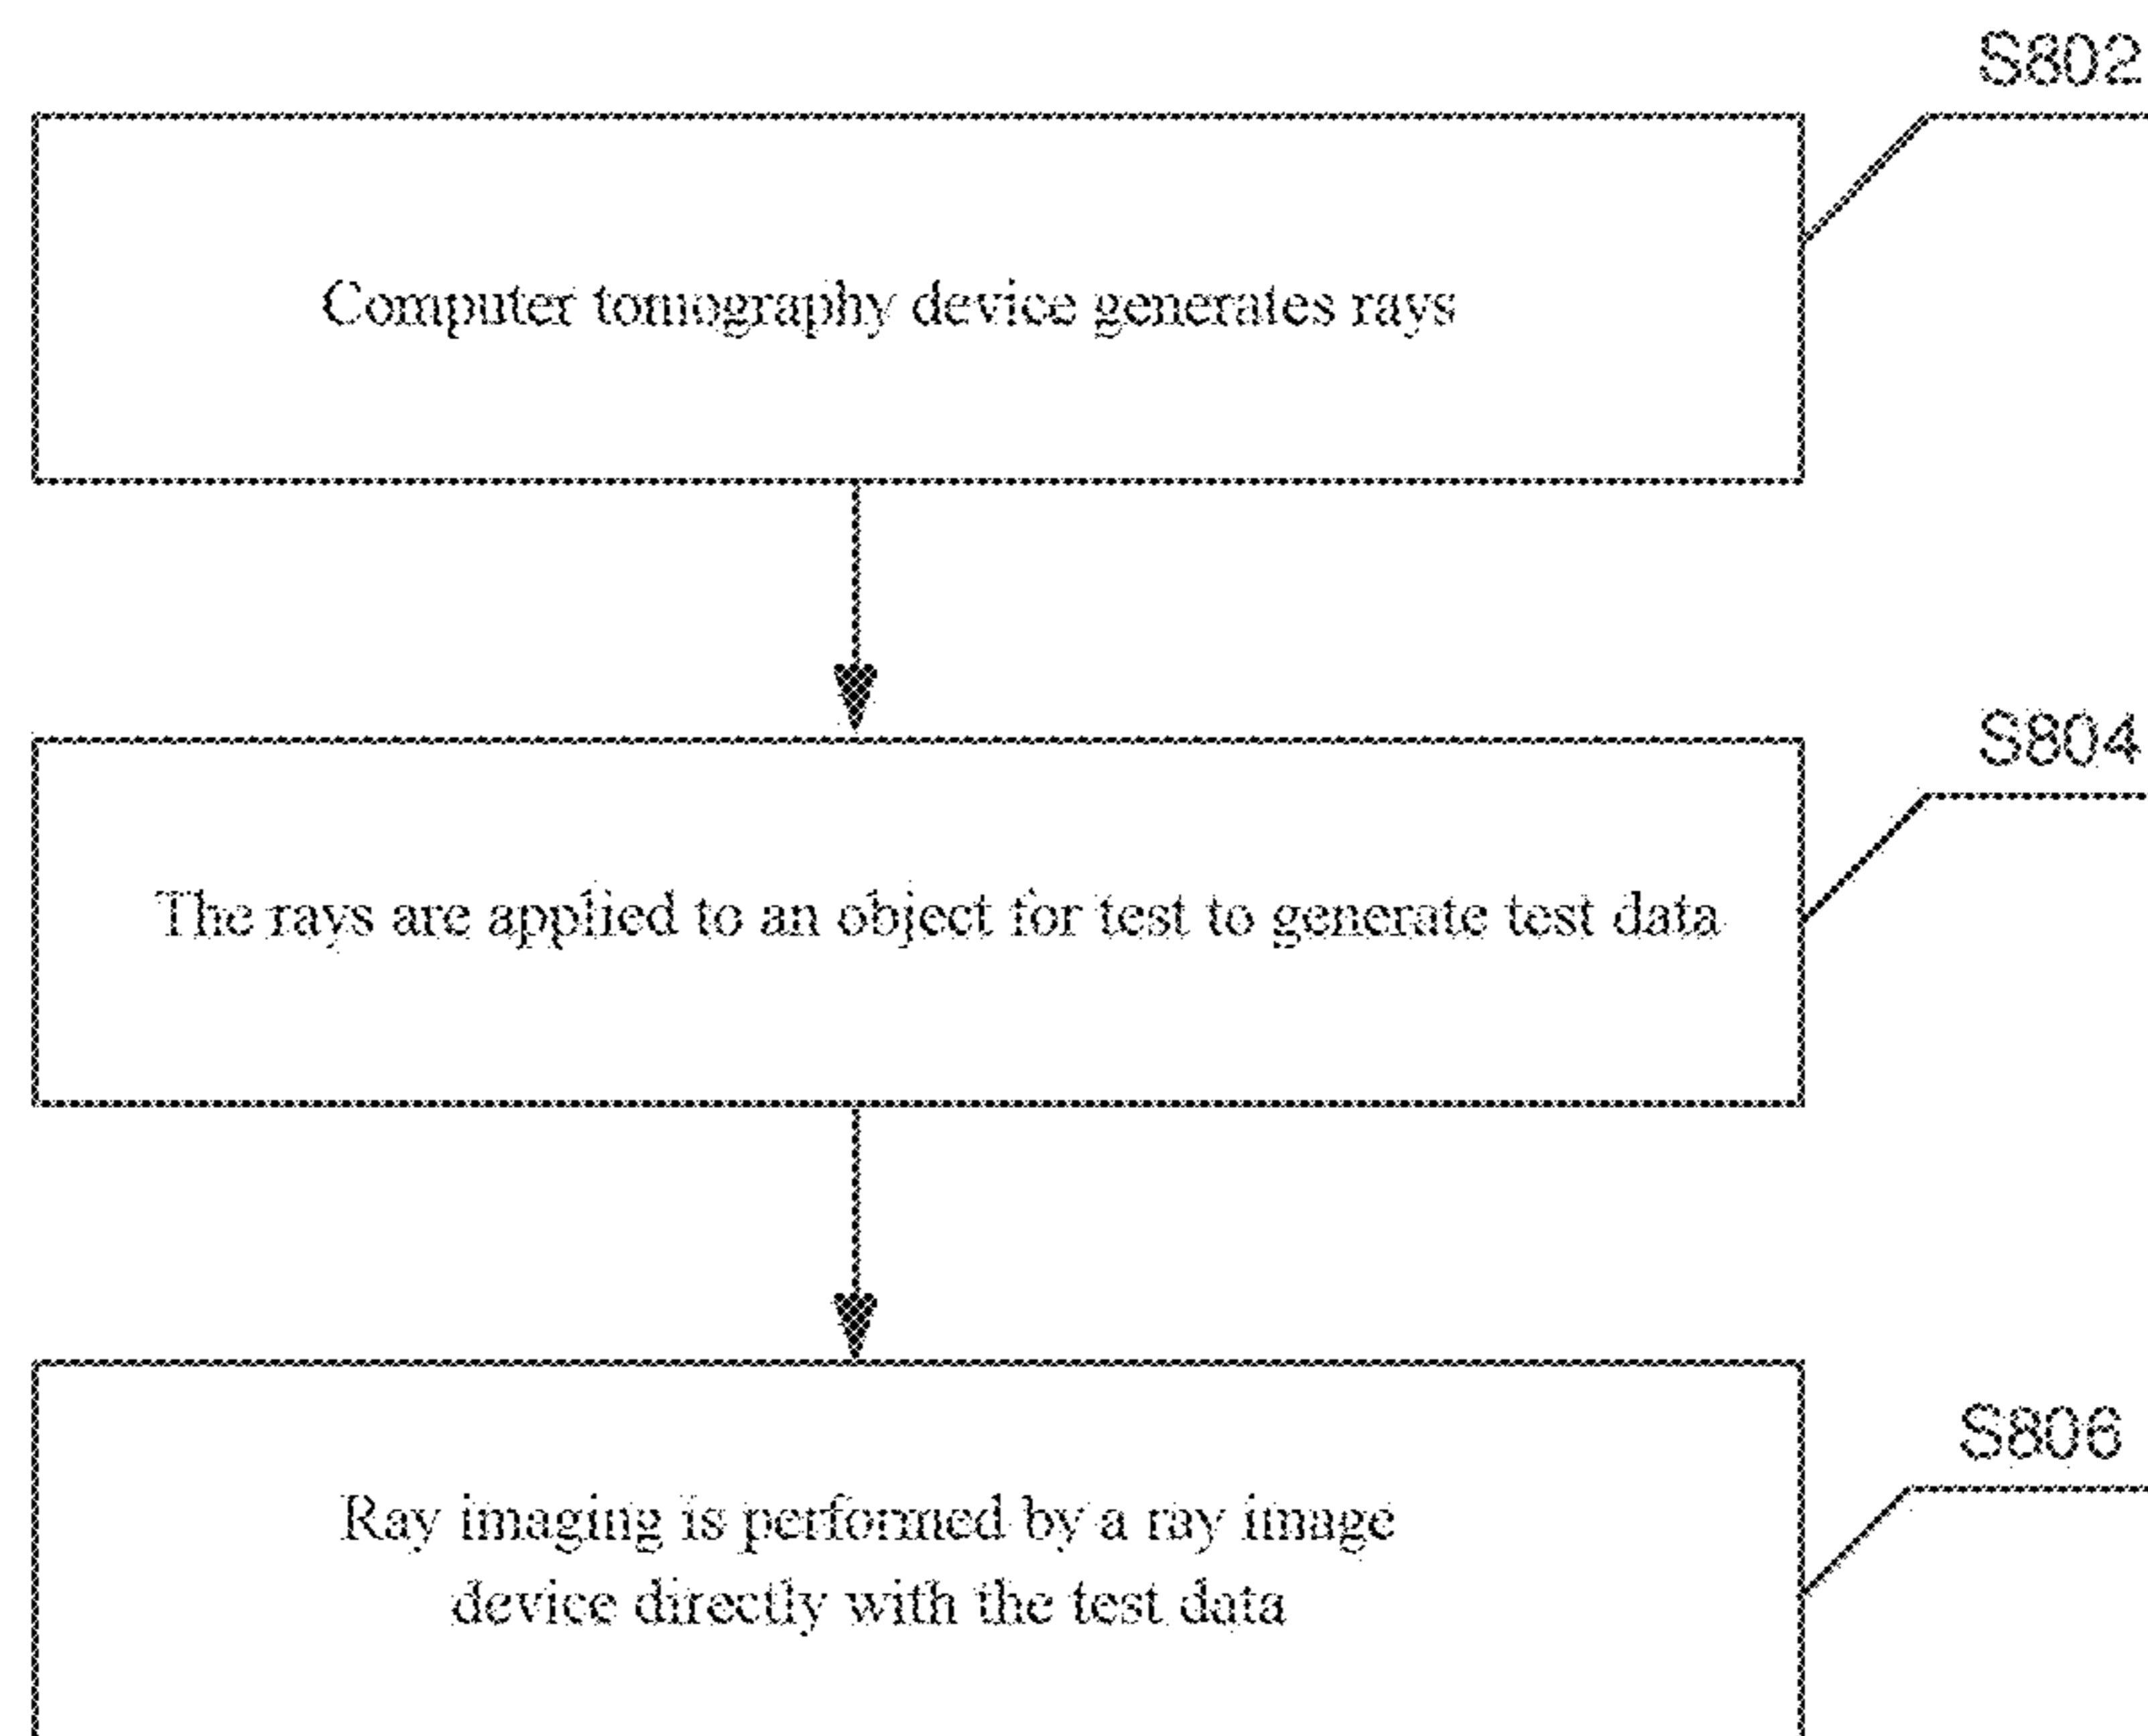 S802
Computer tomography device generates rays
S804
The rays are applied to an object for test to generate test data
S806
Ray imaging is performed by a ray image
device directly with the test data